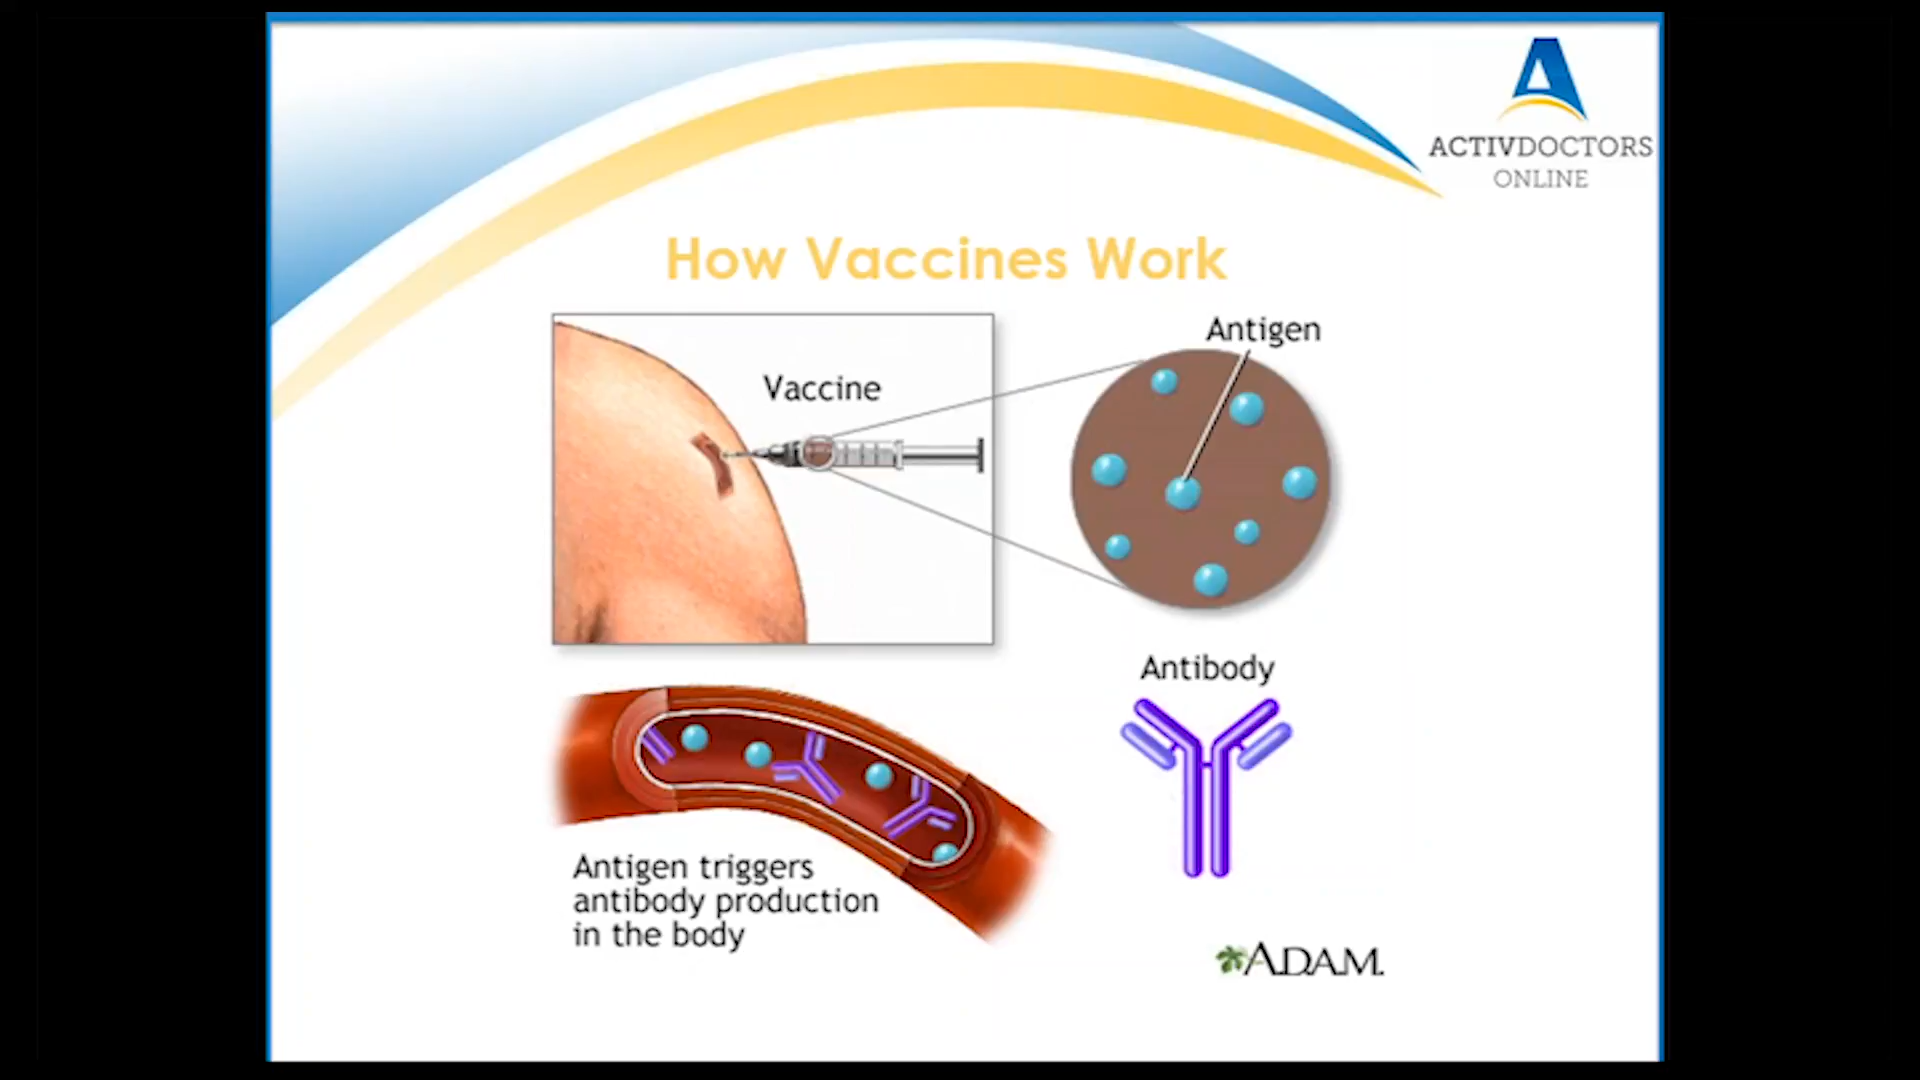 ACTIVDOCTORS
ONLINE
How Vaccines Work
Antigen
Vaccine
Antibody
Antigen triggers
antibody production
in the body
A.D.A.M.